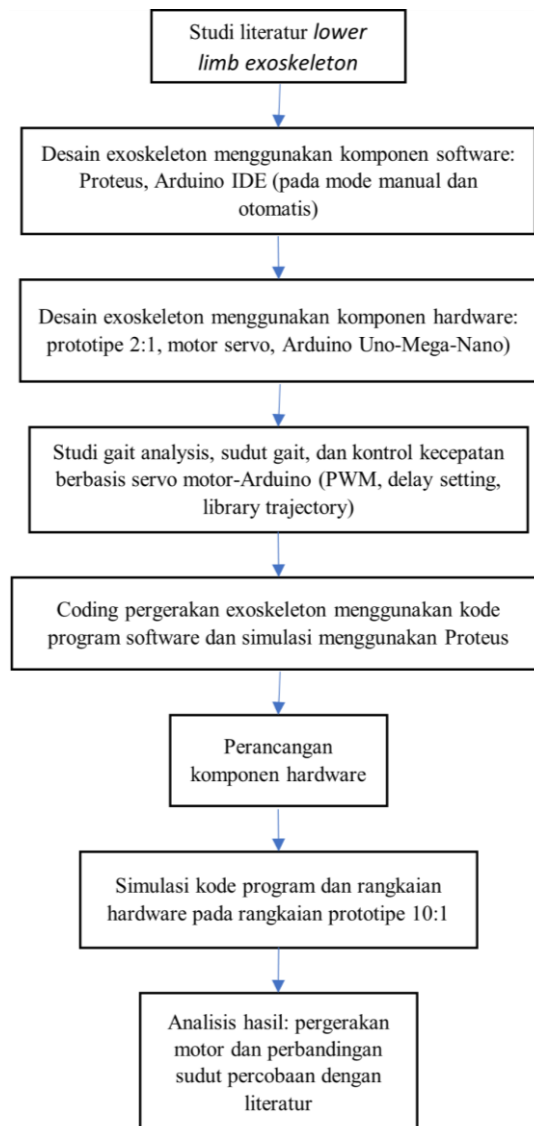 Studi literatur lower
limb exoskeleton
Desain exoskeleton menggunakan komponen software:
Proteus, Arduino IDE (pada mode manual dan
otomatis)
Desain exoskeleton menggunakan komponen hardware:
prototipe 2:1, motor servo, Arduino Uno-Mega-Nano)
Studi gait analysis, sudut gait, dan kontrol kecepatan
berbasis servo motor-Arduino (PWM, delay setting,
library trajectory)
Coding pergerakan exoskeleton menggunakan kode
program software dan simulasi menggunakan Proteus
Perancangan
komponen hardware
Simulasi kode program dan rangkaian
hardware pada rangkaian prototipe 10:1
Analisis hasil: pergerakan
motor dan perbandingan
sudut percobaan dengan
literatur